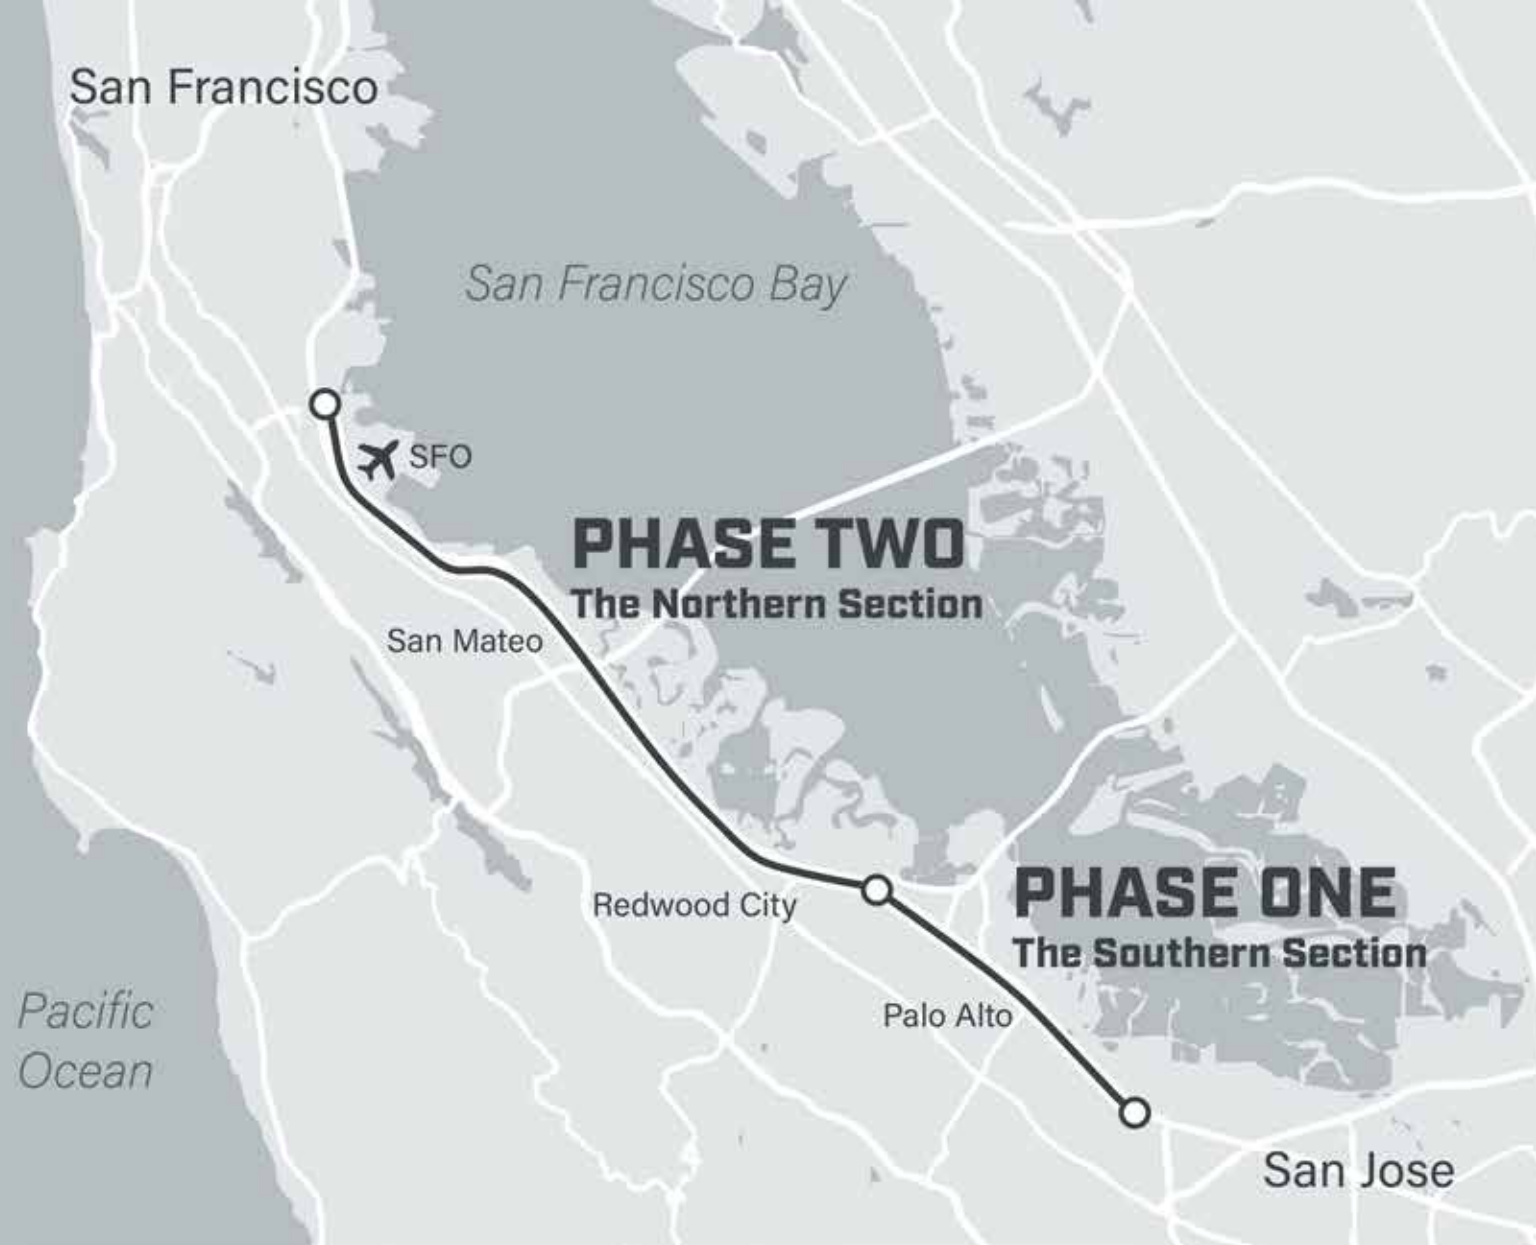 San Francisco
San Francisco Bay
SFO
PHASE TWO
The Northern Section
San Mateo
PHASE ONE
Redwood City
The Southern Section
Palo Alto
Pacific
Ocean
San Jose